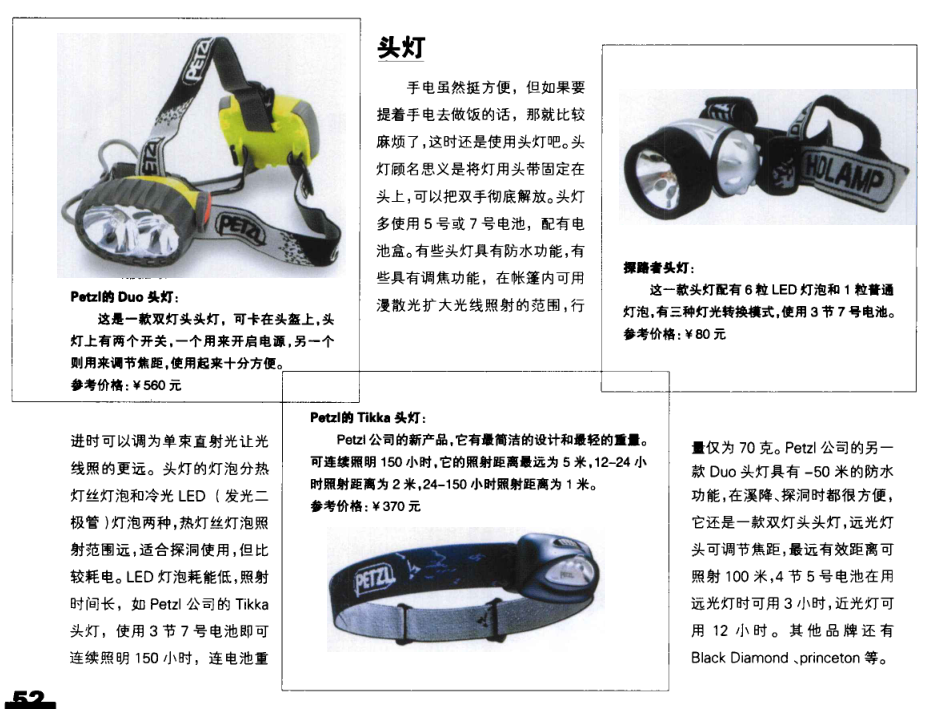 头灯
手电虽然挺方便，但如果要
提着手电去做饭的话，那就比较
麻烦了，这时还是使用头灯吧。头
灯顾名思义是将灯用头带固定在
头上，可以把双手彻底解放。头灯
多使用5号或7号电池，配有电
池盒。有些头灯具有防水功能，有
些具有调焦功能，在帐篷内可用
漫散光扩大光线照射的范围，行
进时可以调为单束直射光让光
线照的更远。头灯的灯泡分热
灯丝灯泡和冷光LED（发光二
极管）灯泡两种，热灯丝灯泡照
射范围远，适合探洞使用，但比
较耗电。LED灯泡耗能低，照射
时间长，如Petzl公司的Tikka
头灯，使用3节7号电池即可
连续照明150小时，连电池重
量仅为70克。Petzl公司的另一
款Duo头灯具有-50米的防水
功能，在溪降、探洞时都很方便，
它还是一款双灯头头灯，远光灯
头可调节焦距，最远有效距离可
照射100米，4节5号电池在用
远光灯时可用3小时，近光灯可
用12小时。其他品牌还有
Black Diamond、princeton等。
PETZL
PETZL
Petzl的Duo头灯：
这是一款双灯头头灯，可卡在头盔上，头
灯上有两个开关，一个用来开启电源，另一个
则用来调节焦距，使用起来十分方便。
参考价格：¥560元
探路者头灯：
这一款头灯配有6粒LED灯泡和1粒普通
灯泡，有三种灯光转换模式，使用3节7号电池。
参考价格：¥80元
Petzl的Tikka头灯：
Petzl公司的新产品，它有最简洁的设计和最轻的重量。
可连续照明150小时，它的照射距离最远为5米，12-24小
时照射距离为2米，24-150小时照射距离为1米。
参考价格：¥370元
PETZL
52